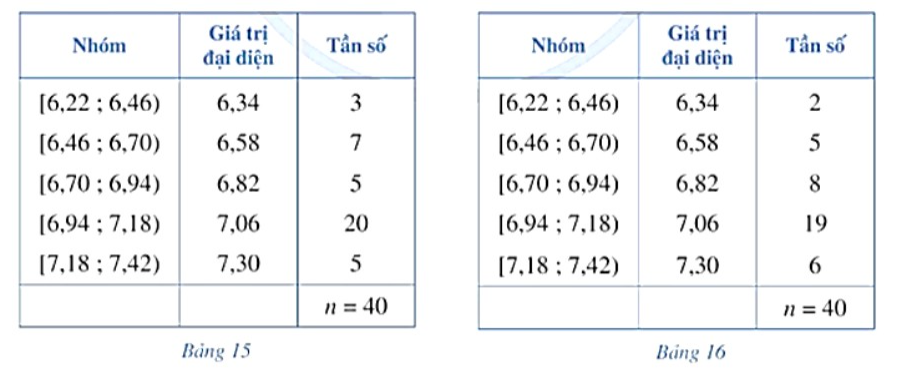 Nhóm Giá trị đại diện Tần số
[6,22 ; 6,46) 6,34 3
[6,46 ; 6,70) 6,58 7
[6,70 ; 6,94) 6,82 5
[6,94 ; 7,18) 7,06 20
[7,18 ; 7,42) 7,30 5
n = 40
Bảng 15
Nhóm Giá trị đại diện Tần số
[6,22 ; 6,46) 6,34 2
[6,46 ; 6,70) 6,58 5
[6,70 ; 6,94) 6,82 8
[6,94 ; 7,18) 7,06 19
[7,18 ; 7,42) 7,30 6
n = 40
Bảng 16